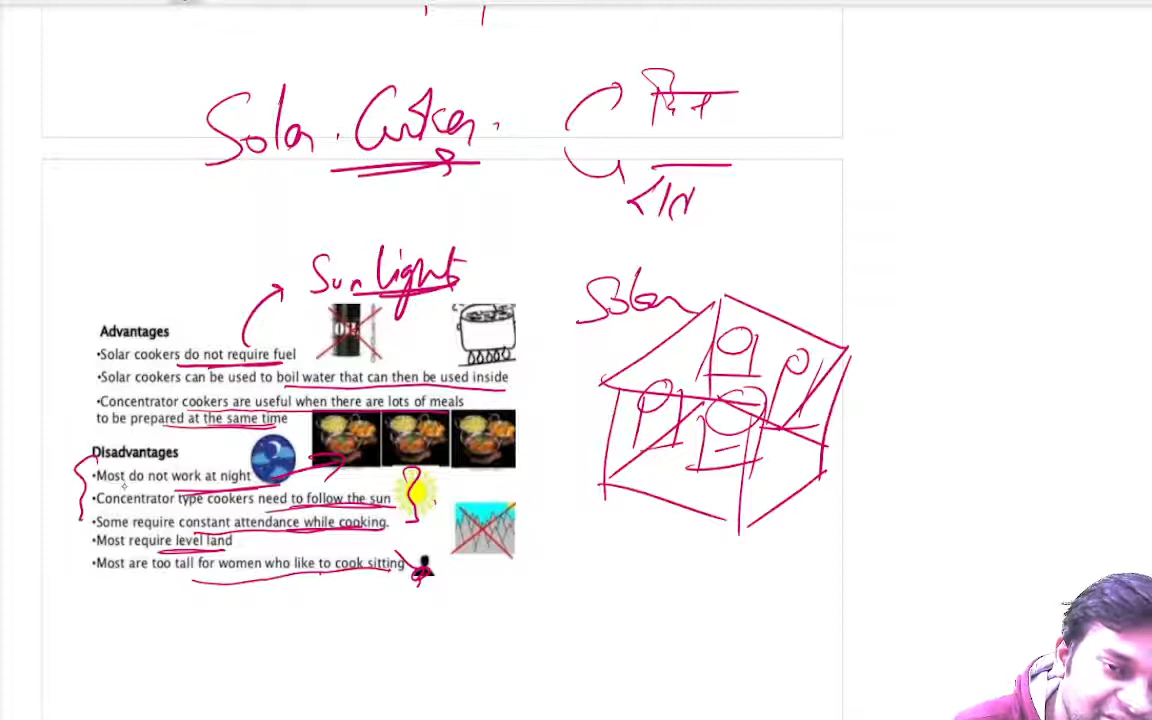 Solar Cooker.
দিন
রাত
Sun light
Solar
Advantages
•Solar cookers do not require fuel
•Solar cookers can be used to boil water that can then be used inside
•Concentrator cookers are useful when there are lots of meals
to be prepared at the same time
Disadvantages
•Most do not work at night
•Concentrator type cookers need to follow the sun
•Some require constant attendance while cooking.
•Most require level land
•Most are too tall for women who like to cook sitting